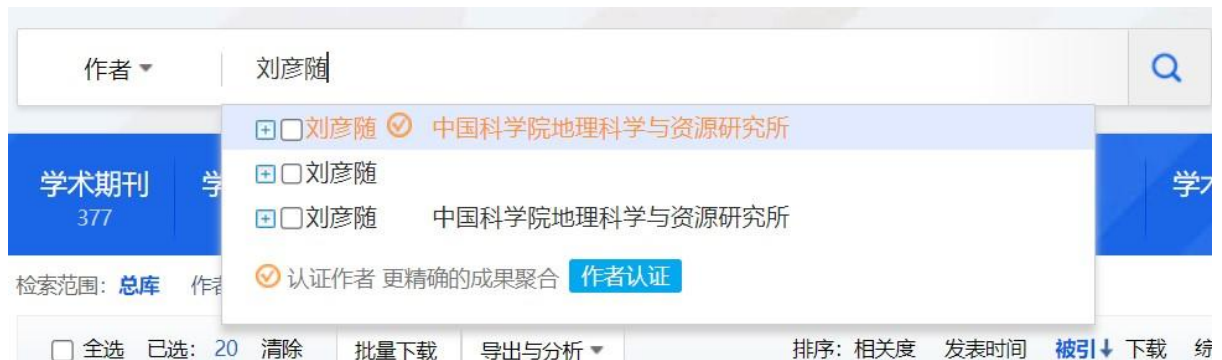 作者
刘彦随
刘彦随 中国科学院地理科学与资源研究所
刘彦随
刘彦随 中国科学院地理科学与资源研究所
认证作者 更精确的成果聚合 作者认证
学术期刊
377
检索范围: 总库
全选 已选: 20 清除 批量下载 导出与分析 排序: 相关度 发表时间 被引↓ 下载